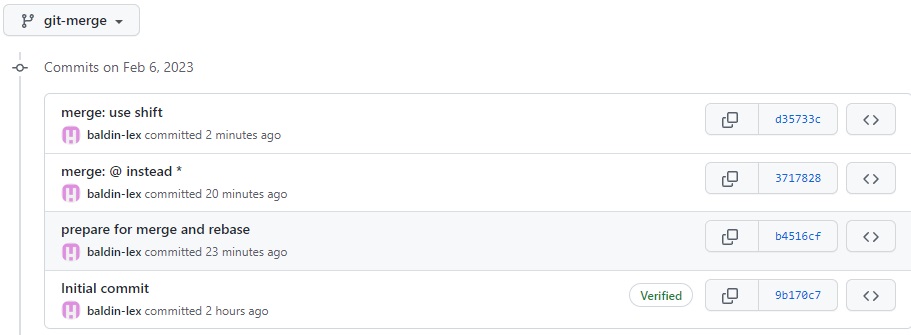 git-merge
Commits on Feb 6, 2023
merge: use shift
baldin-lex committed 2 minutes ago
d35733c
merge: @ instead *
baldin-lex committed 20 minutes ago
3717828
prepare for merge and rebase
baldin-lex committed 23 minutes ago
b4516cf
Initial commit
baldin-lex committed 2 hours ago
Verified
9b170c7